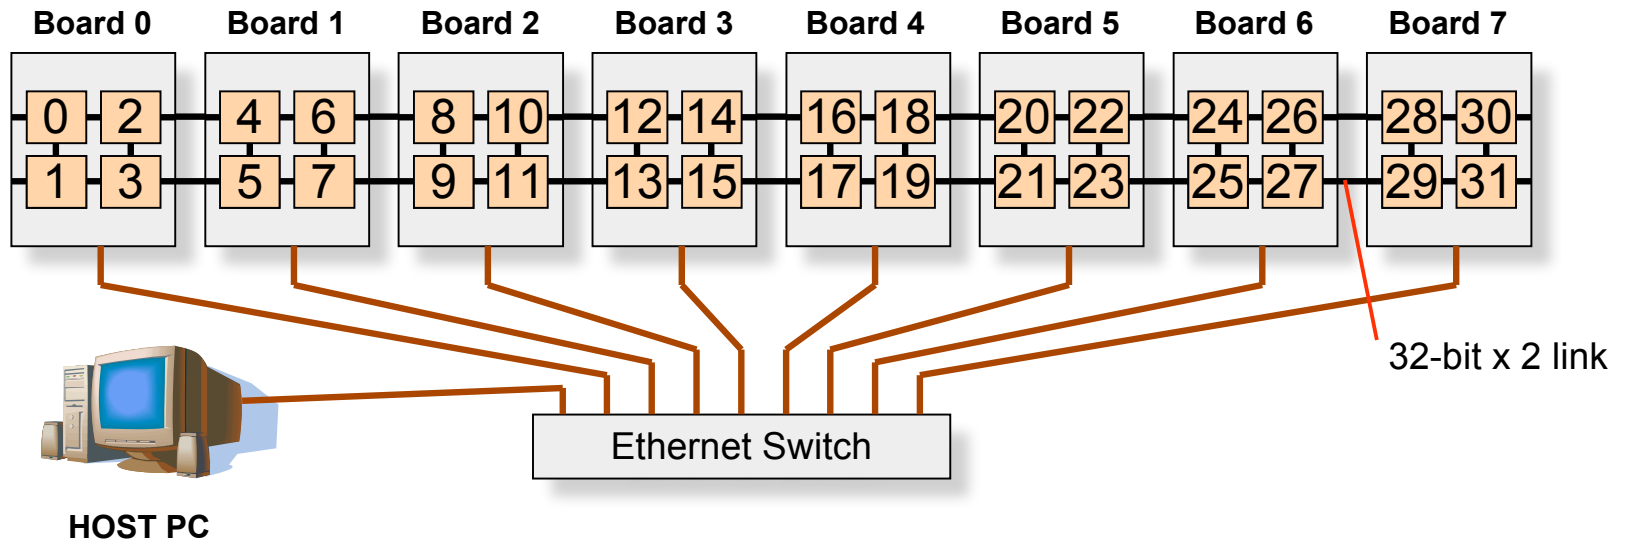 Board 0 Board 1 Board 2 Board 3 Board 4 Board 5 Board 6 Board 7
0 2 4 6 8 10 12 14 16 18 20 22 24 26 28 30
1 3 5 7 9 11 13 15 17 19 21 23 25 27 29 31
32-bit x 2 link
Ethernet Switch
HOST PC